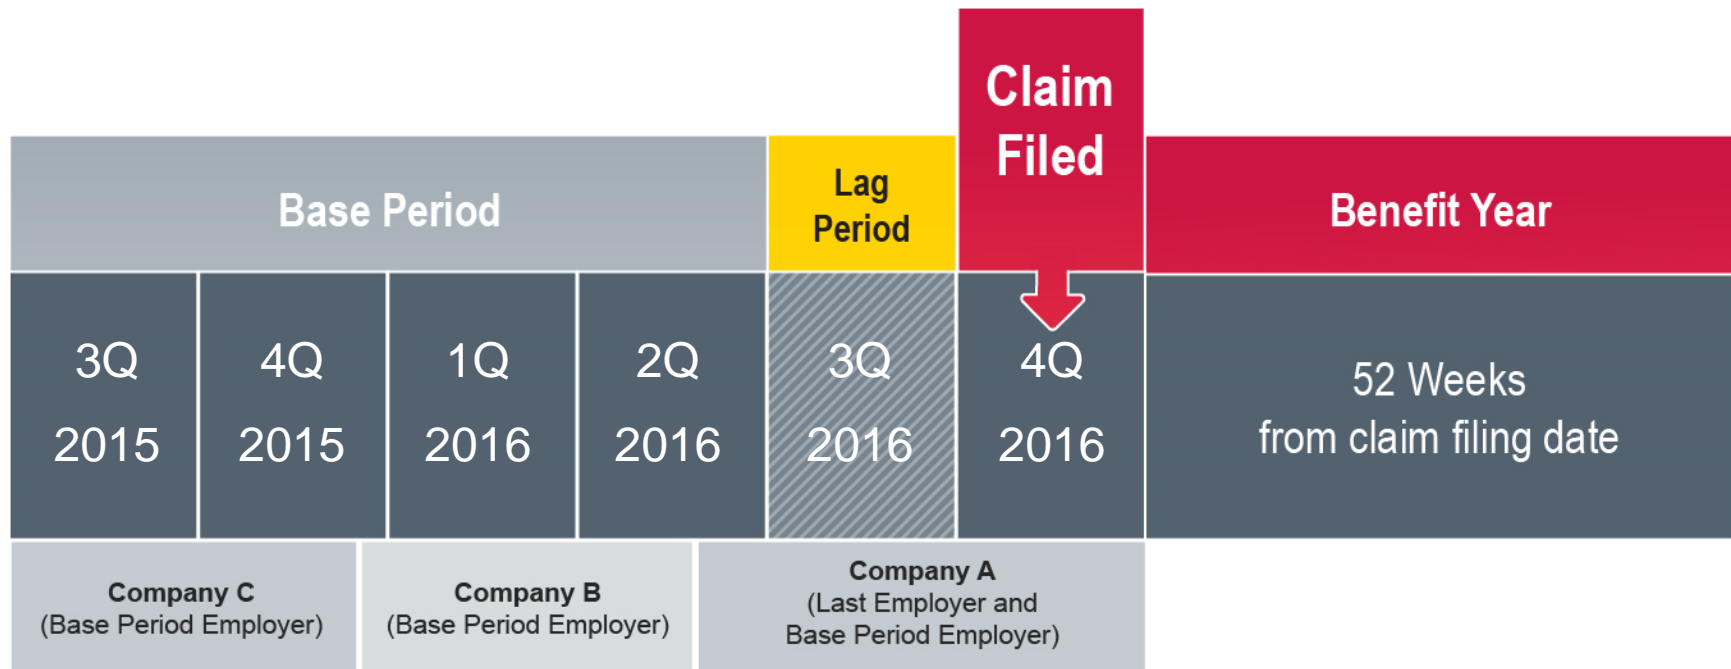 Claim
Filed
Base Period
Lag
Period
Benefit Year
3Q
2015
4Q
2015
1Q
2016
2Q
2016
3Q
2016
4Q
2016
52 Weeks
from claim filing date
Company C
(Base Period Employer)
Company B
(Base Period Employer)
Company A
(Last Employer and
Base Period Employer)